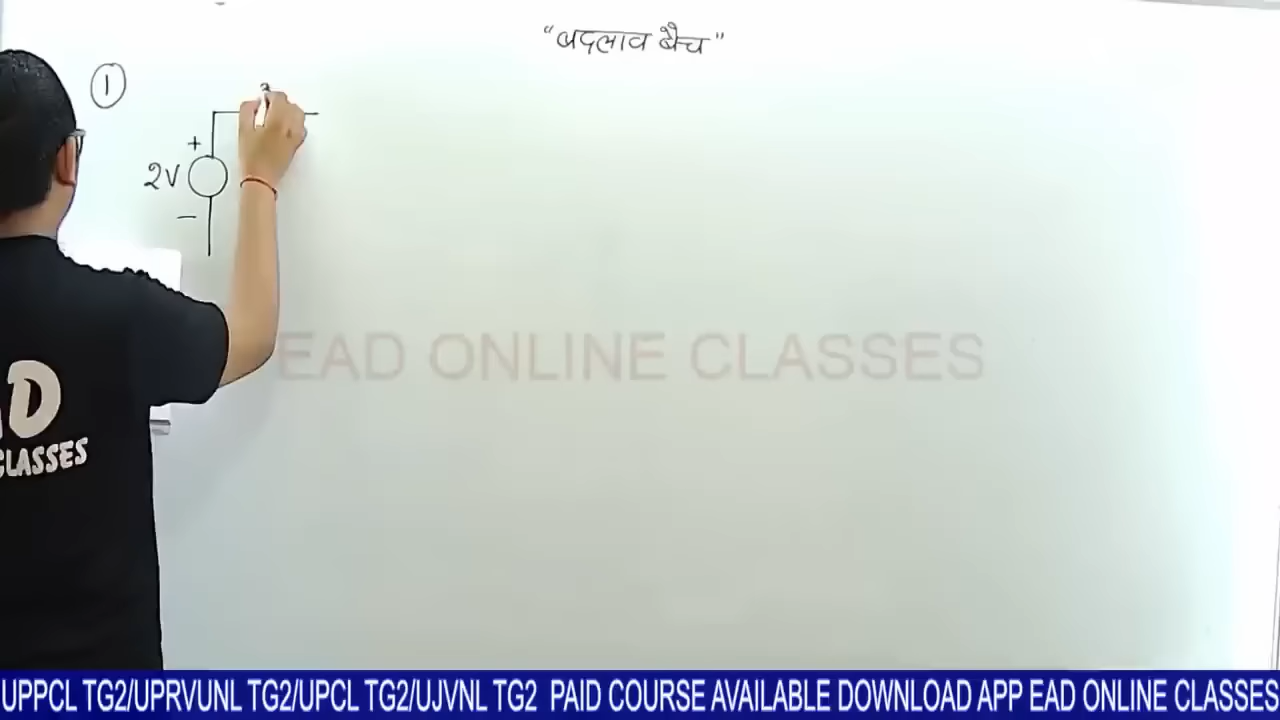 "बदलाव बैच"
1
+
2V
−
EAD ONLINE CLASSES
D
CLASSES
UPPCL TG2/UPRVUNL TG2/UPCL TG2/UJVNL TG2 PAID COURSE AVAILABLE DOWNLOAD APP EAD ONLINE CLASSES